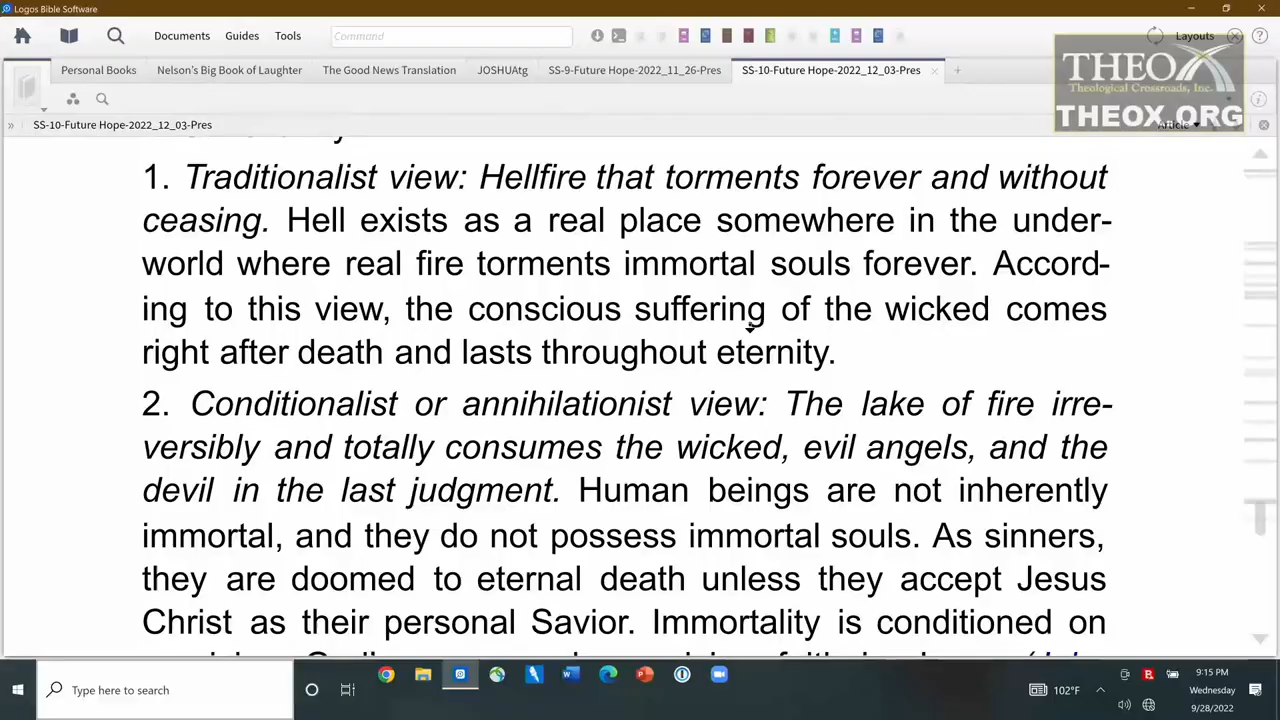 Logos Bible Software
Documents Guides Tools Command Layouts
THEOX
Theological Crossroads, Inc.
THEOX.ORG
Personal Books Nelson's Big Book of Laughter The Good News Translation JOSHUAtg SS-9-Future Hope-2022_11_26-Pres SS-10-Future Hope-2022_12_03-Pres
SS-10-Future Hope-2022_12_03-Pres Article
1. Traditionalist view: Hellfire that torments forever and without
ceasing. Hell exists as a real place somewhere in the under-
world where real fire torments immortal souls forever. Accord-
ing to this view, the conscious suffering of the wicked comes
right after death and lasts throughout eternity.
2. Conditionalist or annihilationist view: The lake of fire irre-
versibly and totally consumes the wicked, evil angels, and the
devil in the last judgment. Human beings are not inherently
immortal, and they do not possess immortal souls. As sinners,
they are doomed to eternal death unless they accept Jesus
Christ as their personal Savior. Immortality is conditioned on
Type here to search
102°F
9:15 PM
Wednesday
9/28/2022